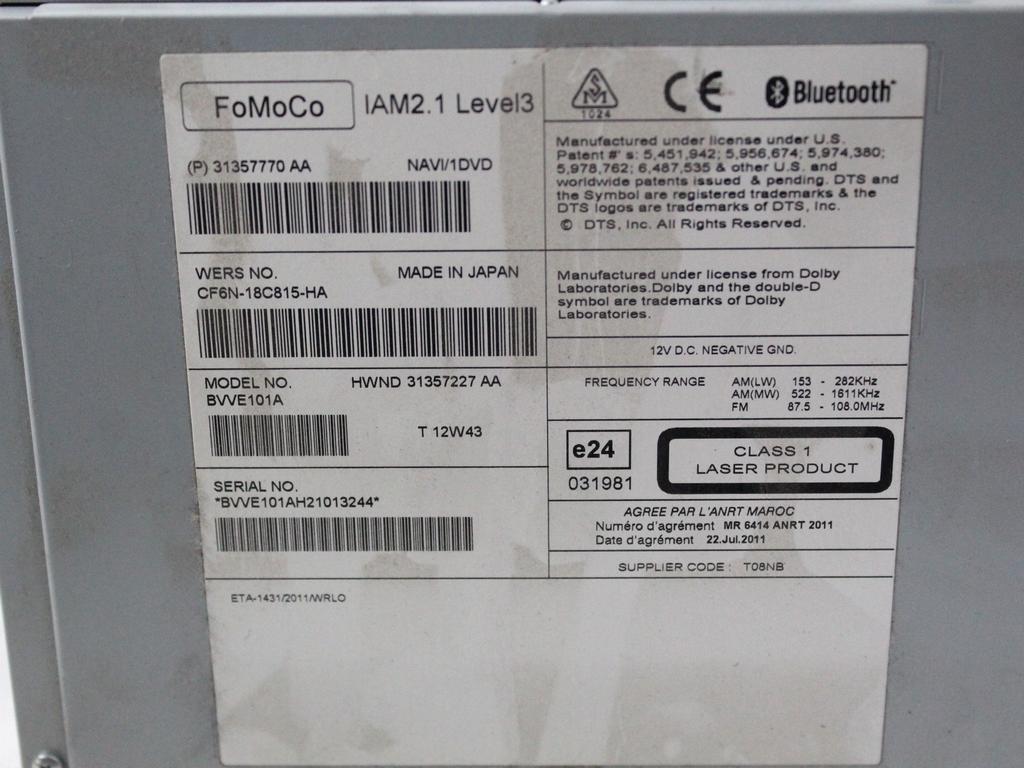 FoMoCo
IAM2.1 Level3
(P) 31357770 AA NAVI/1DVD
WERS NO. MADE IN JAPAN
CF6N-18C815-HA
MODEL NO. HWND 31357227 AA
BVVE101A
T 12W43
SERIAL NO.
*BVVE101AH21013244*
ETA-1431/2011/WRLO
S
M
1024
CE
Bluetooth
Manufactured under license under U.S.
Patent #' s: 5,451,942; 5,956,674; 5,974,380;
5,978,762; 6,487,535 & other U.S. and
worldwide patents issued & pending. DTS and
the Symbol are registered trademarks & the
DTS logos are trademarks of DTS, Inc.
© DTS, Inc. All Rights Reserved.
Manufactured under license from Dolby
Laboratories.Dolby and the double-D
symbol are trademarks of Dolby
Laboratories.
12V D.C. NEGATIVE GND.
FREQUENCY RANGE AM(LW) 153 - 282KHz
AM(MW) 522 - 1611KHz
FM 87.5 - 108.0MHz
e24
031981
CLASS 1
LASER PRODUCT
AGREE PAR L'ANRT MAROC
Numéro d'agrément MR 6414 ANRT 2011
Date d'agrément 22.Jul.2011
SUPPLIER CODE : T08NB